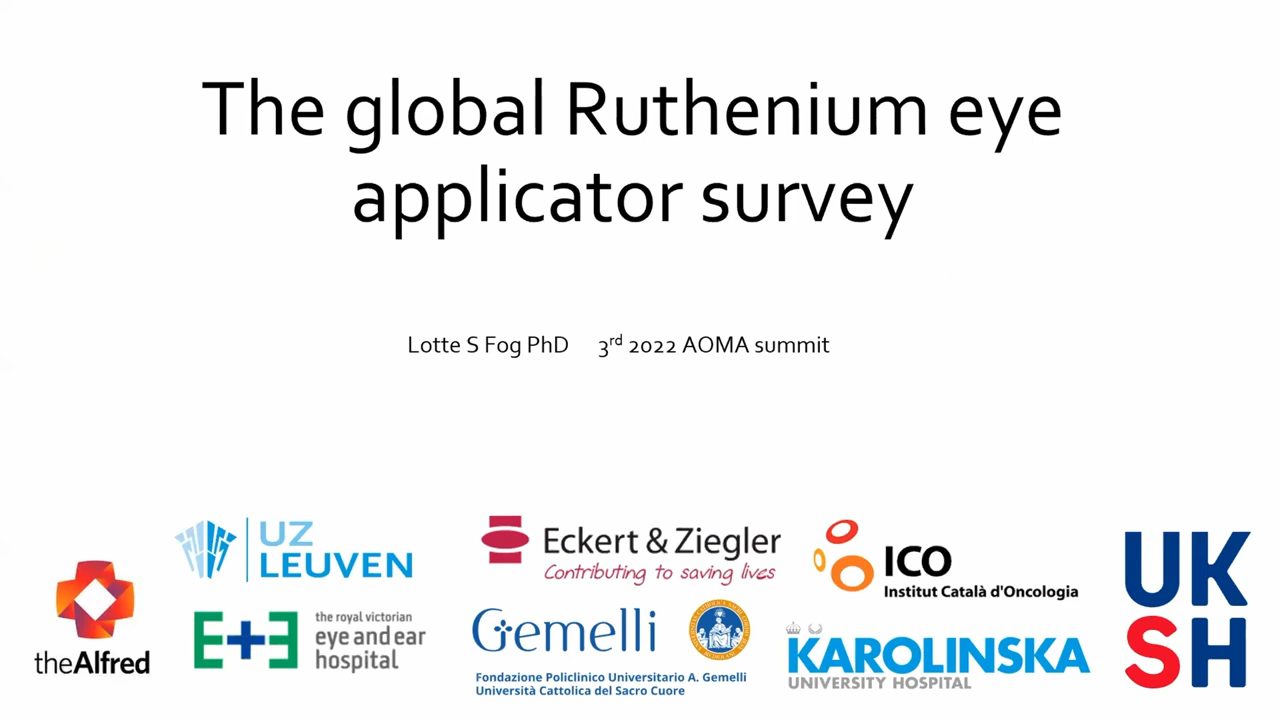 The global Ruthenium eye
applicator survey
Lotte S Fog PhD 3rd 2022 AOMA summit
theAlfred
UZ
LEUVEN
E+E
the royal victorian
eye and ear
hospital
Eckert & Ziegler
Contributing to saving lives
Gemelli
Fondazione Policlinico Universitario A. Gemelli
Università Cattolica del Sacro Cuore
ICO
Institut Català d'Oncologia
KAROLINSKA
UNIVERSITY HOSPITAL
UK
SH